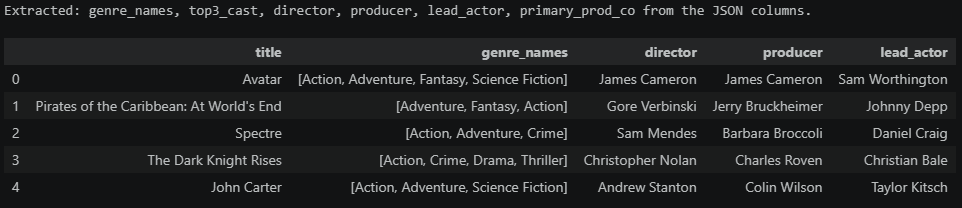 Extracted: genre_names, top3_cast, director, producer, lead_actor, primary_prod_co from the JSON columns.
title genre_names director producer lead_actor
0 Avatar [Action, Adventure, Fantasy, Science Fiction] James Cameron James Cameron Sam Worthington
1 Pirates of the Caribbean: At World's End [Adventure, Fantasy, Action] Gore Verbinski Jerry Bruckheimer Johnny Depp
2 Spectre [Action, Adventure, Crime] Sam Mendes Barbara Broccoli Daniel Craig
3 The Dark Knight Rises [Action, Crime, Drama, Thriller] Christopher Nolan Charles Roven Christian Bale
4 John Carter [Action, Adventure, Science Fiction] Andrew Stanton Colin Wilson Taylor Kitsch